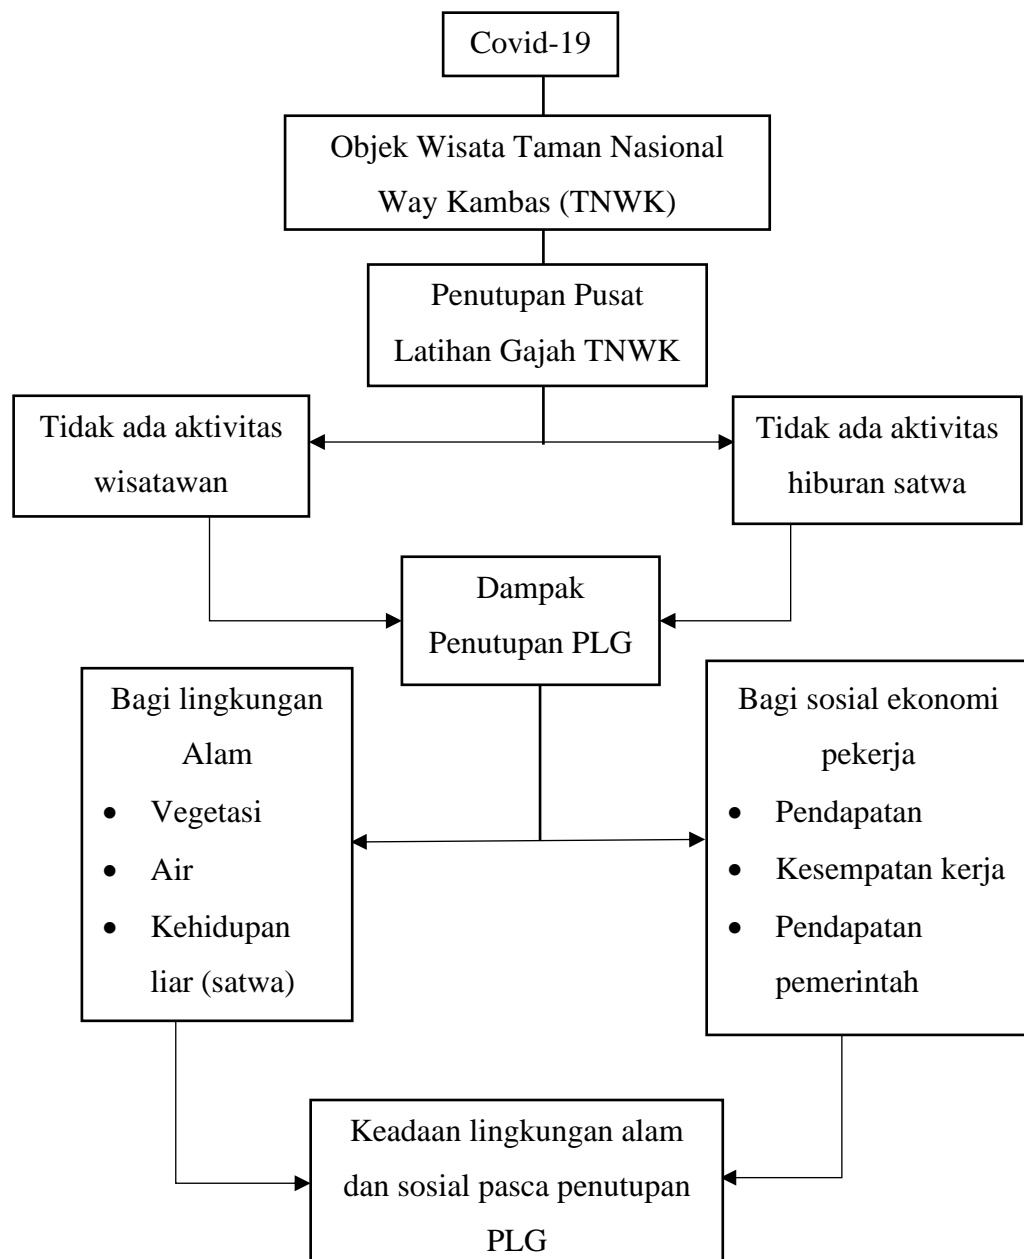 Covid-19
Objek Wisata Taman Nasional
Way Kambas (TNWK)
Penutupan Pusat
Latihan Gajah TNWK
Tidak ada aktivitas
wisatawan
Tidak ada aktivitas
hiburan satwa
Dampak
Penutupan PLG
Bagi lingkungan
Alam
• Vegetasi
• Air
• Kehidupan
liar (satwa)
Bagi sosial ekonomi
pekerja
• Pendapatan
• Kesempatan kerja
• Pendapatan
pemerintah
Keadaan lingkungan alam
dan sosial pasca penutupan
PLG